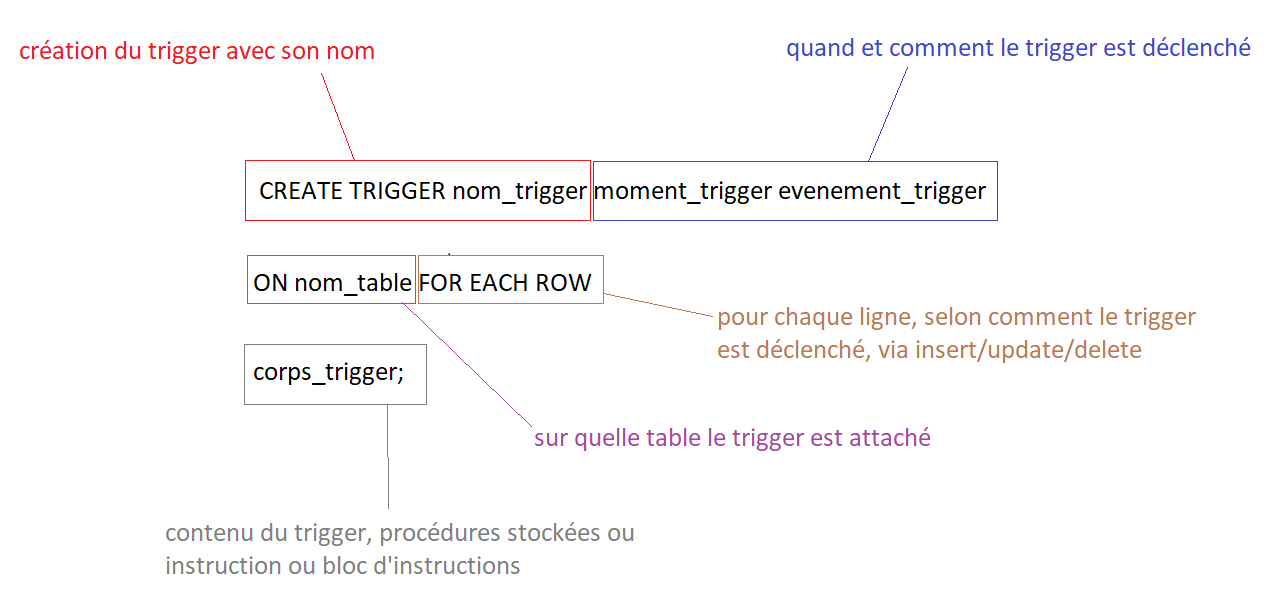 création du trigger avec son nom
quand et comment le trigger est déclenché
CREATE TRIGGER nom_trigger moment_trigger evenement_trigger
ON nom_table FOR EACH ROW
pour chaque ligne, selon comment le trigger
est déclenché, via insert/update/delete
corps_trigger;
sur quelle table le trigger est attaché
contenu du trigger, procédures stockées ou
instruction ou bloc d'instructions